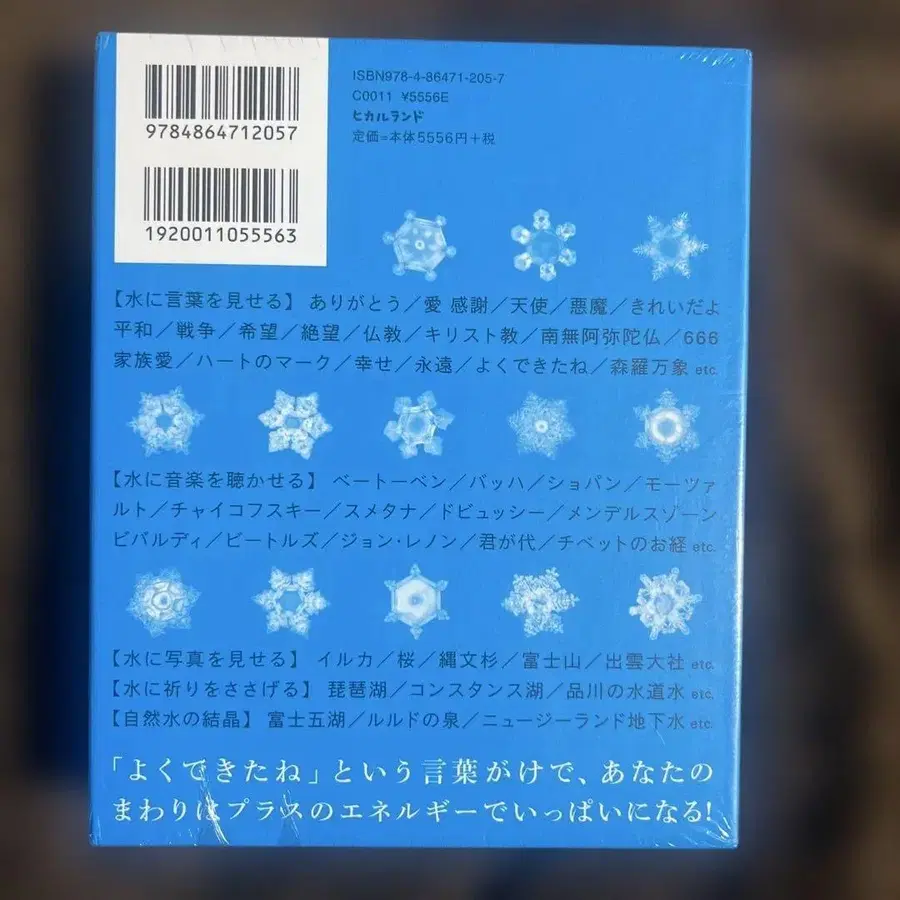 9784864712057
1920011055563
ISBN978-4-86471-205-7
C0011 ¥5556E
ヒカルランド
定価=本体5556円+税
【水に言葉を見せる】 ありがとう/愛 感謝/天使/悪魔/きれいだよ
平和/戦争/希望/絶望/仏教/キリスト教/南無阿弥陀仏/666
家族愛/ハートのマーク/幸せ/永遠/よくできたね/森羅万象 etc.
【水に音楽を聴かせる】 ベートーベン/バッハ/ショパン/モーツァ
ルト/チャイコフスキー/スメタナ/ドビュッシー/メンデルスゾーン
ビバルディ/ビートルズ/ジョン・レノン/君が代/チベットのお経 etc.
【水に写真を見せる】 イルカ/桜/縄文杉/富士山/出雲大社 etc.
【水に祈りをささげる】 琵琶湖/コンスタンス湖/品川の水道水 etc.
【自然水の結晶】 富士五湖/ルルドの泉/ニュージーランド地下水 etc.
「よくできたね」という言葉がけで、あなたの
まわりはプラスのエネルギーでいっぱいになる!